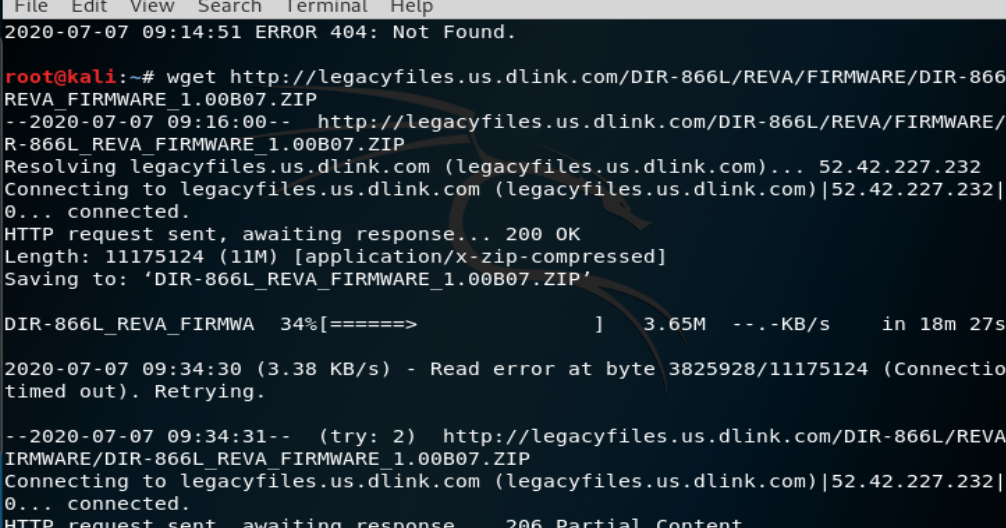 File Edit View Search Terminal Help
2020-07-07 09:14:51 ERROR 404: Not Found.
root@kali:~# wget http://legacyfiles.us.dlink.com/DIR-866L/REVA/FIRMWARE/DIR-866
REVA_FIRMWARE_1.00B07.ZIP
--2020-07-07 09:16:00-- http://legacyfiles.us.dlink.com/DIR-866L/REVA/FIRMWARE/
R-866L_REVA_FIRMWARE_1.00B07.ZIP
Resolving legacyfiles.us.dlink.com (legacyfiles.us.dlink.com)... 52.42.227.232
Connecting to legacyfiles.us.dlink.com (legacyfiles.us.dlink.com)|52.42.227.232|
0... connected.
HTTP request sent, awaiting response... 200 OK
Length: 11175124 (11M) [application/x-zip-compressed]
Saving to: ‘DIR-866L_REVA_FIRMWARE_1.00B07.ZIP’
DIR-866L_REVA_FIRMWA 34%[======> ] 3.65M --.-KB/s in 18m 27s
2020-07-07 09:34:30 (3.38 KB/s) - Read error at byte 3825928/11175124 (Connectio
timed out). Retrying.
--2020-07-07 09:34:31-- (try: 2) http://legacyfiles.us.dlink.com/DIR-866L/REVA
IRMWARE/DIR-866L_REVA_FIRMWARE_1.00B07.ZIP
Connecting to legacyfiles.us.dlink.com (legacyfiles.us.dlink.com)|52.42.227.232|
0... connected.
HTTP request sent, awaiting response... 206 Partial Content